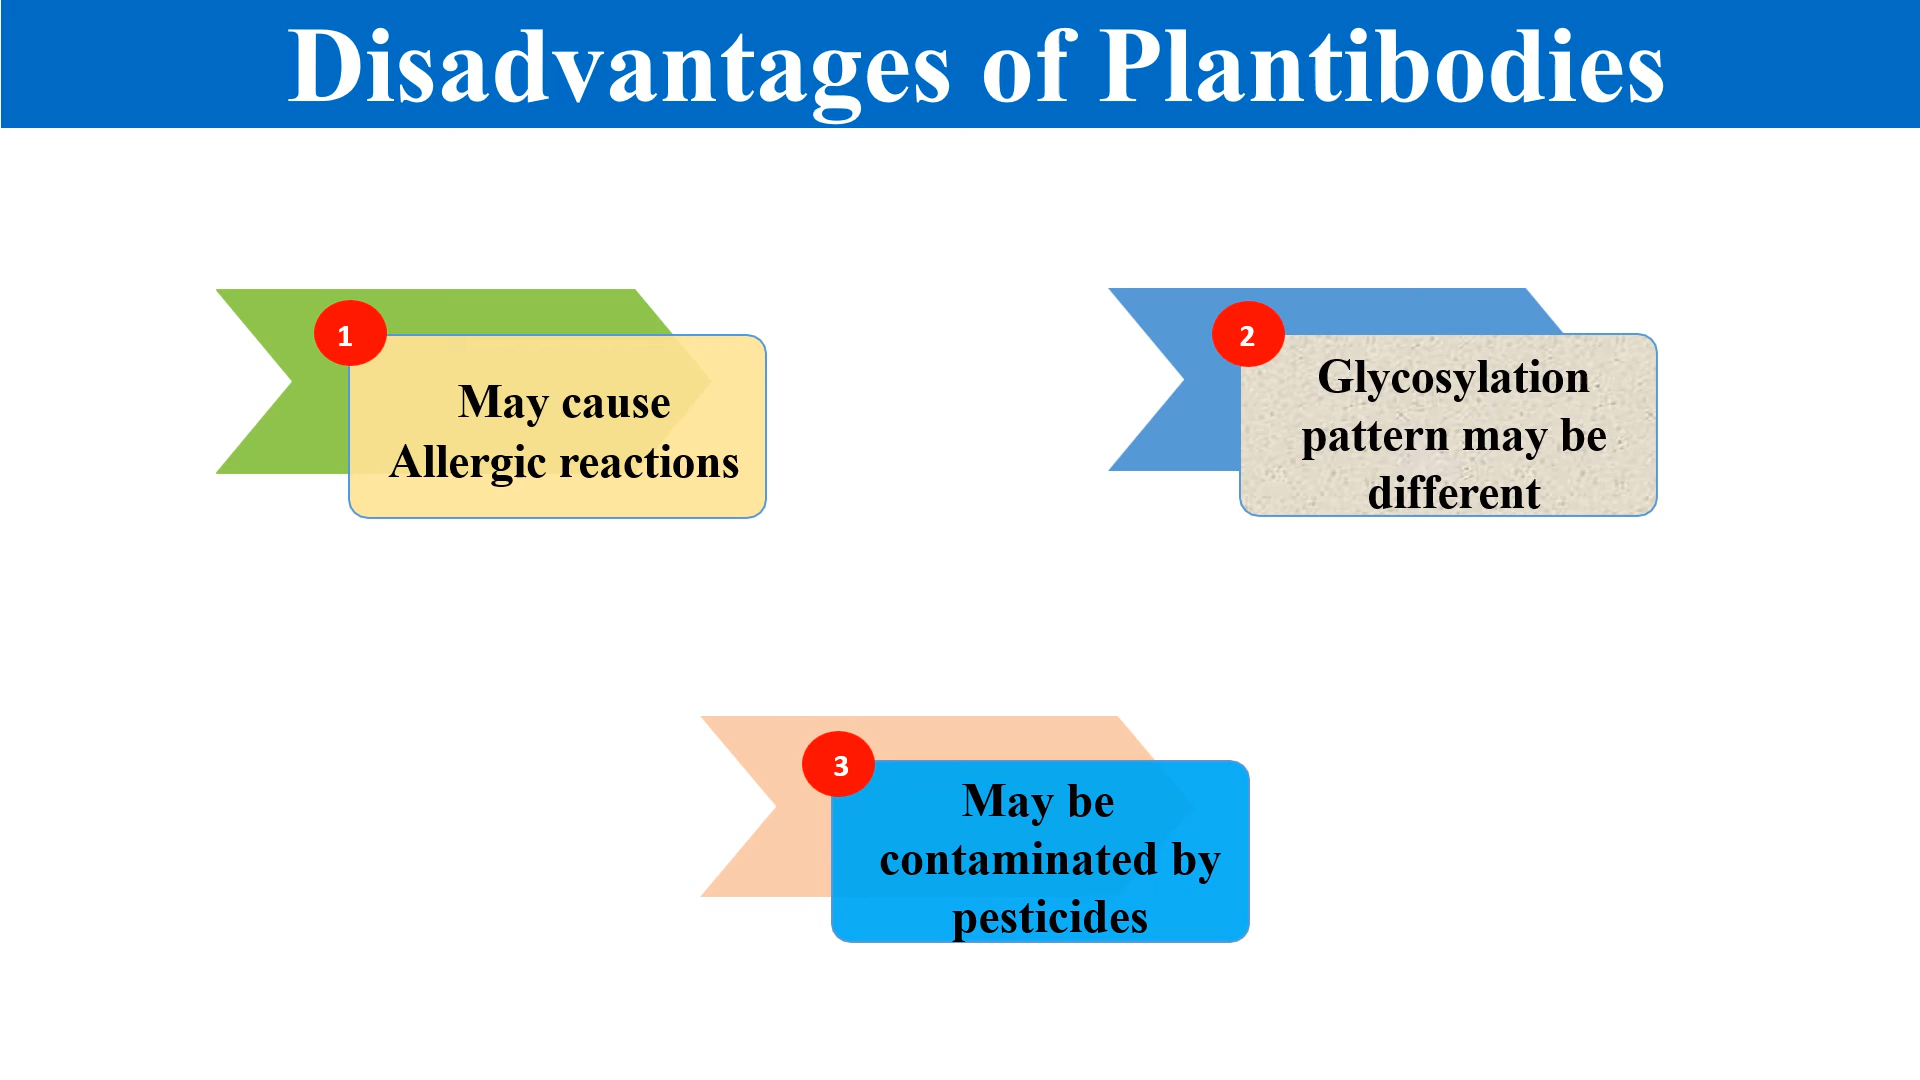 Disadvantages of Plantibodies
1
May cause
Allergic reactions
2
Glycosylation
pattern may be
different
3
May be
contaminated by
pesticides